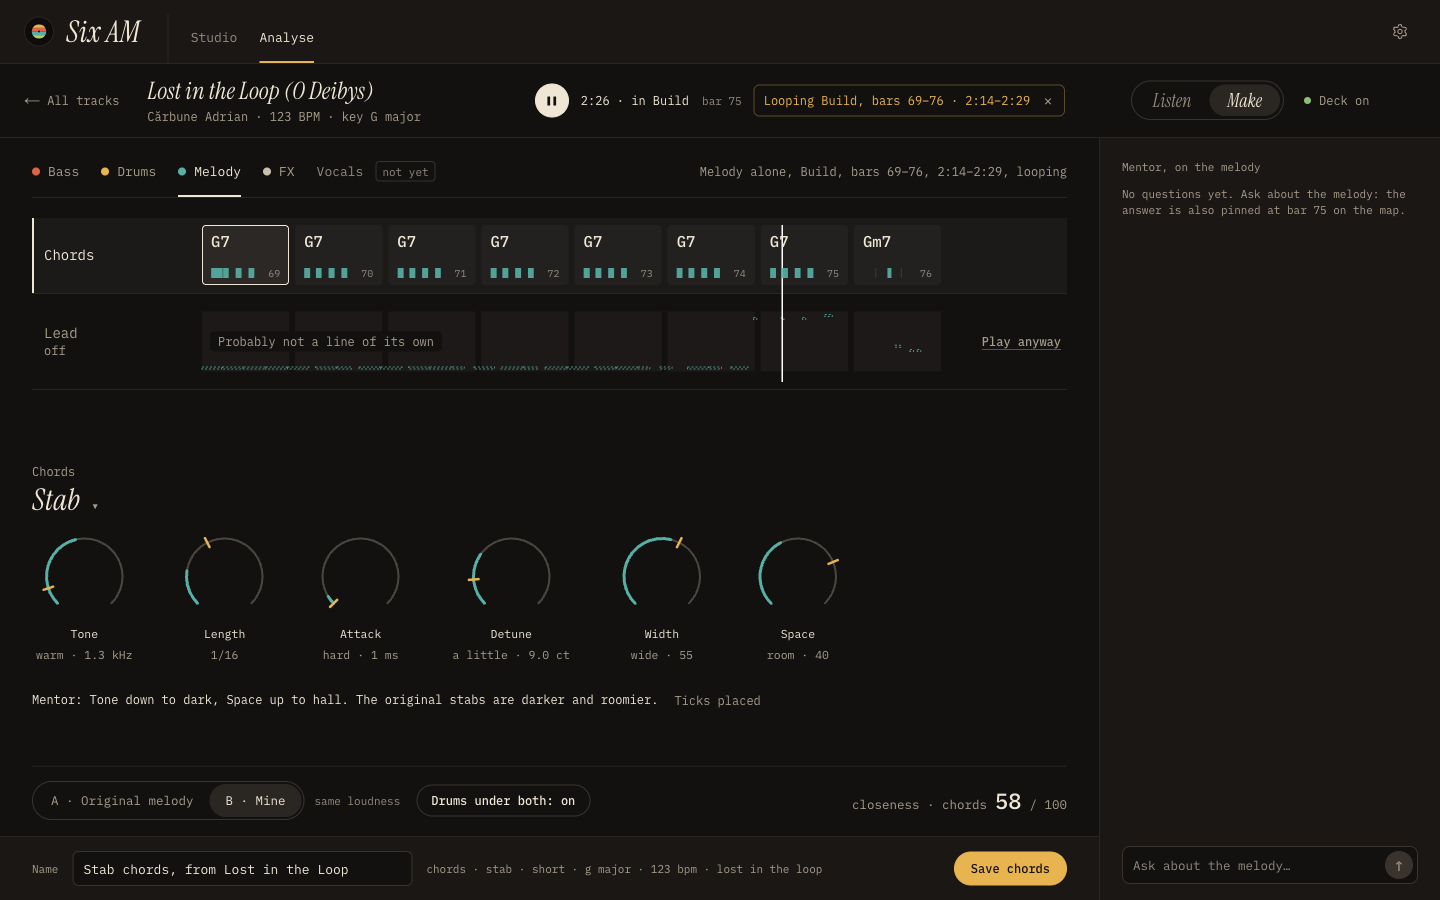 Six AM
Studio
Analyse
← All tracks
Lost in the Loop (O Deibys)
Cărbune Adrian · 123 BPM · key G major
2:26 · in Build
bar 75
Looping Build, bars 69–76 · 2:14–2:29 ×
Listen
Make
Deck on
Bass
Drums
Melody
FX
Vocals
not yet
Melody alone, Build, bars 69–76, 2:14–2:29, looping
Chords
G7
69
G7
70
G7
71
G7
72
G7
73
G7
74
G7
75
Gm7
76
Lead
off
Probably not a line of its own
Play anyway
Chords
Stab
Tone
warm · 1.3 kHz
Length
1/16
Attack
hard · 1 ms
Detune
a little · 9.0 ct
Width
wide · 55
Space
room · 40
Mentor: Tone down to dark, Space up to hall. The original stabs are darker and roomier.
Ticks placed
A · Original melody
B · Mine
same loudness
Drums under both: on
closeness · chords 58 / 100
Name
Stab chords, from Lost in the Loop
chords · stab · short · g major · 123 bpm · lost in the loop
Save chords
Mentor, on the melody
No questions yet. Ask about the melody: the
answer is also pinned at bar 75 on the map.
Ask about the melody…